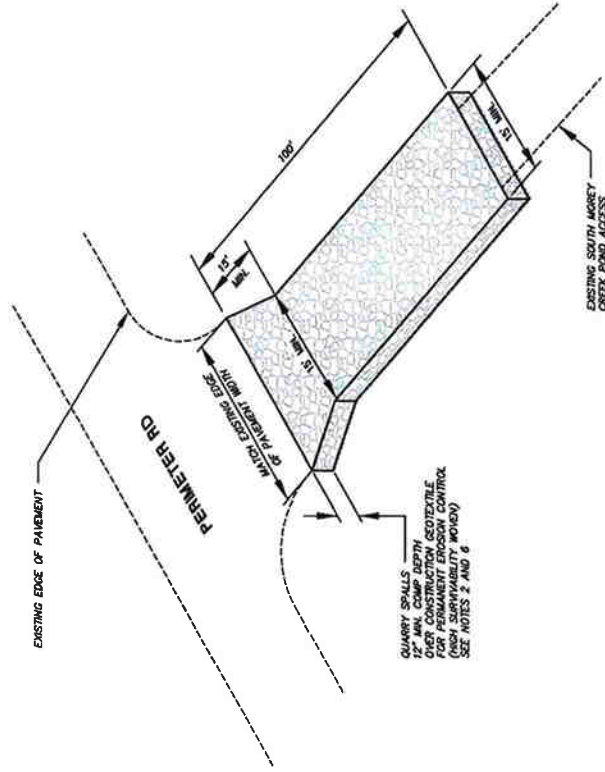 EXISTING EDGE OF PAVEMENT
PERIMETER RD
MATCH EXISTING EDGE
OF PAVEMENT WIDTH
15'
MIN.
100'
15' MIN.
15' MIN.
QUARRY SPALLS
12" MIN. COMP DEPTH
OVER CONSTRUCTION GEOTEXTILE
FOR PERMANENT EROSION CONTROL
(HIGH SURVIVABILITY WOVEN)
SEE NOTES 2 AND 6
EXISTING SOUTH MOREY
CREEK POND ACCESS